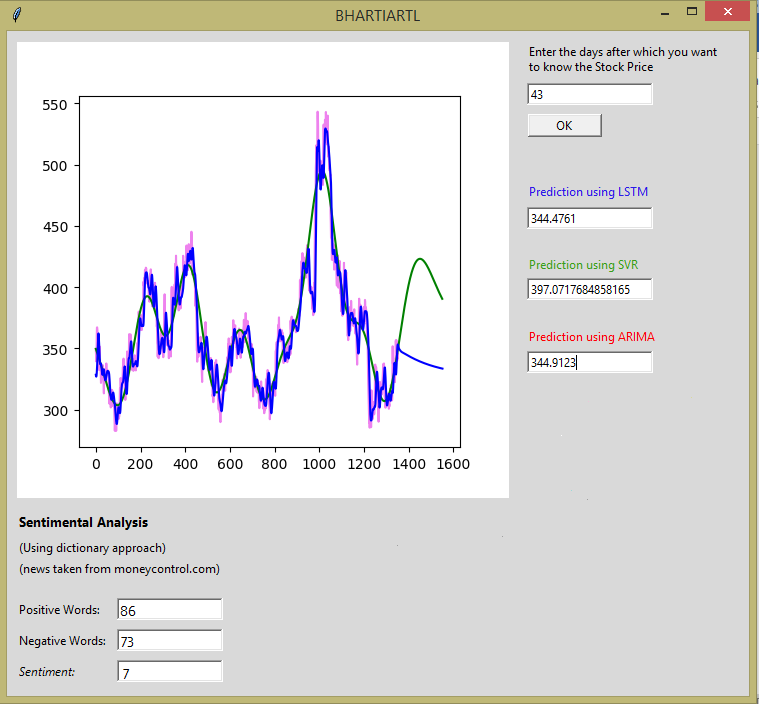 BHARTIARTL
Enter the days after which you want
to know the Stock Price
43
OK
Prediction using LSTM
344.4761
Prediction using SVR
397.0717684858165
Prediction using ARIMA
344.9123
550
500
450
400
350
300
0 200 400 600 800 1000 1200 1400 1600
Sentimental Analysis
(Using dictionary approach)
(news taken from moneycontrol.com)
Positive Words: 86
Negative Words: 73
Sentiment: 7